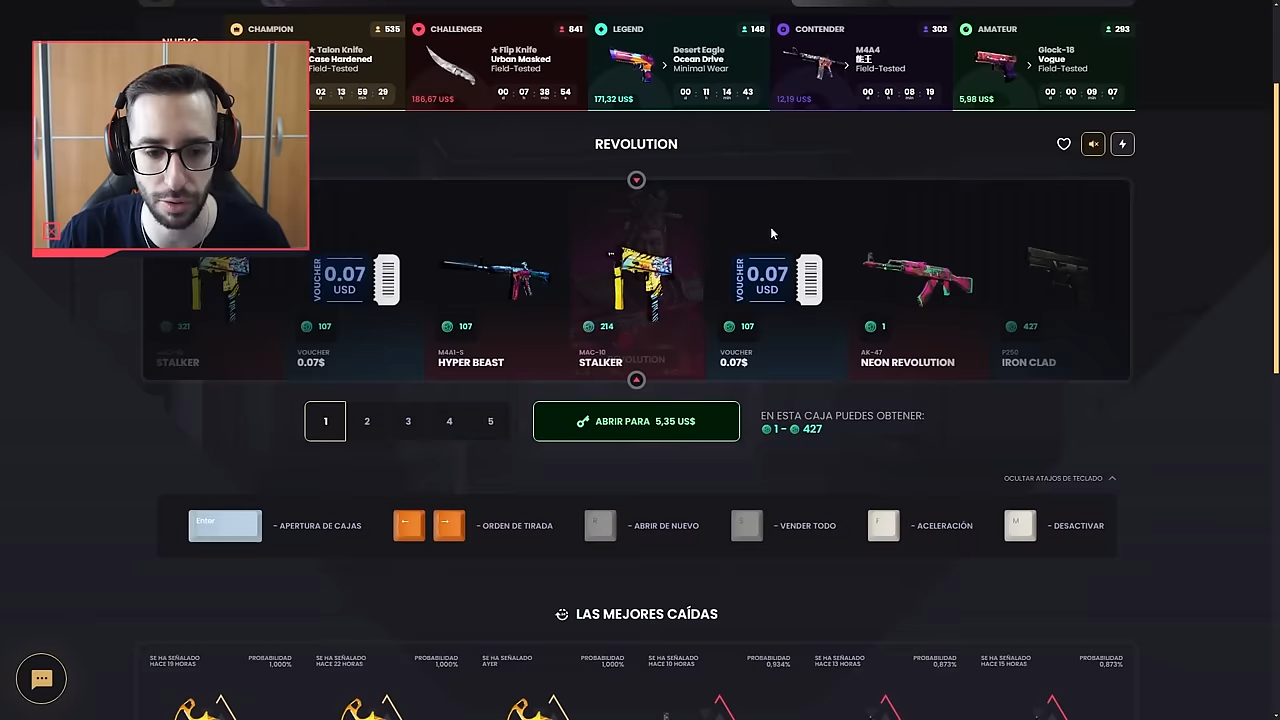 NUEVO
CHAMPION
535
★ Talon Knife
Case Hardened
Field-Tested
02 : 13 : 59 : 29
CHALLENGER
841
★ Flip Knife
Urban Masked
Field-Tested
186,67 US$
00 : 07 : 38 : 54
LEGEND
148
Desert Eagle
Ocean Drive
Minimal Wear
171,32 US$
00 : 11 : 14 : 43
CONTENDER
303
M4A4
Field-Tested
12,19 US$
00 : 01 : 08 : 19
AMATEUR
293
Glock-18
Vogue
Field-Tested
5,98 US$
00 : 00 : 09 : 07
REVOLUTION
321
STALKER
VOUCHER
0.07
USD
107
VOUCHER
0.07$
107
M4A1-S
HYPER BEAST
214
MAC-10
STALKER
VOUCHER
0.07
USD
107
VOUCHER
0.07$
1
AK-47
NEON REVOLUTION
427
P250
IRON CLAD
1
2
3
4
5
ABRIR PARA 5,35 US$
EN ESTA CAJA PUEDES OBTENER:
1 - 427
OCULTAR ATAJOS DE TECLADO
Enter
- APERTURA DE CAJAS
← →
- ORDEN DE TIRADA
R
- ABRIR DE NUEVO
- VENDER TODO
F
- ACELERACIÓN
M
- DESACTIVAR
LAS MEJORES CAÍDAS
SE HA SEÑALADO
HACE 19 HORAS
PROBABILIDAD
1,000%
SE HA SEÑALADO
HACE 22 HORAS
PROBABILIDAD
1,000%
SE HA SEÑALADO
AYER
PROBABILIDAD
1,000%
SE HA SEÑALADO
HACE 10 HORAS
PROBABILIDAD
0,934%
SE HA SEÑALADO
HACE 13 HORAS
PROBABILIDAD
0,873%
SE HA SEÑALADO
HACE 15 HORAS
PROBABILIDAD
0,873%